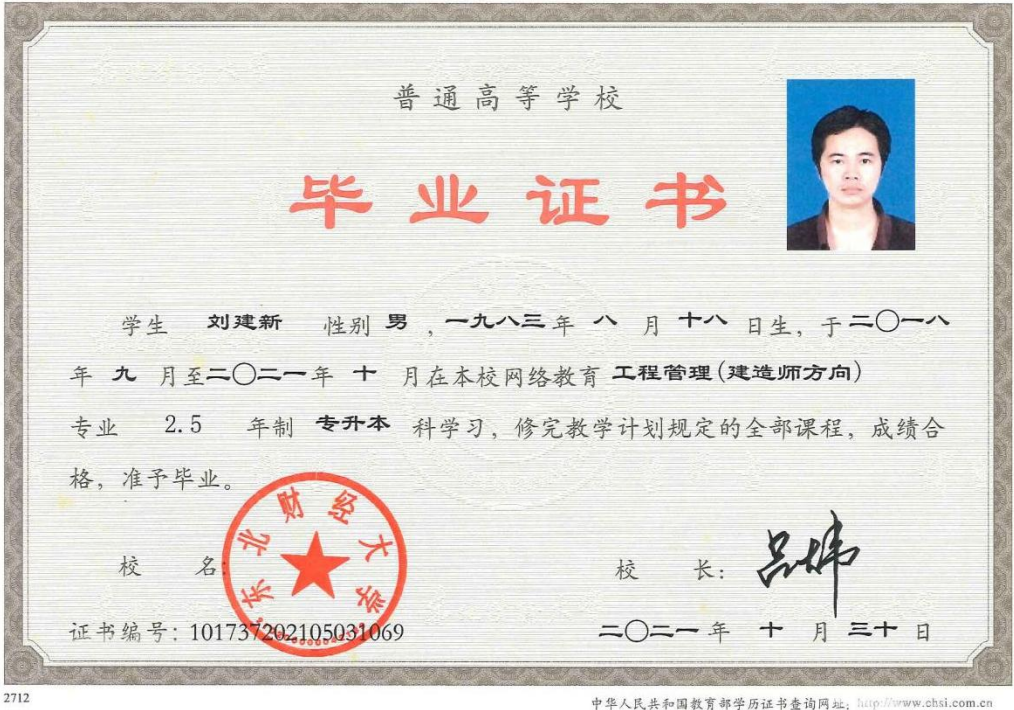 普通高等学校
毕业证书
学生 刘建新 性别 男 ，一九八三年 八 月 十八 日生，于二〇一八
年 九 月至二〇二一年 十 月在本校网络教育 工程管理(建造师方向)
专业 2.5 年制 专升本 科学习，修完教学计划规定的全部课程，成绩合
格，准予毕业。
东北财经大学
校 名: 校 长: 吕炜
证书编号: 101737202105031069 二〇二一年 十 月 三十 日
2712 中华人民共和国教育部学历证书查询网址: http://www.chsi.com.cn